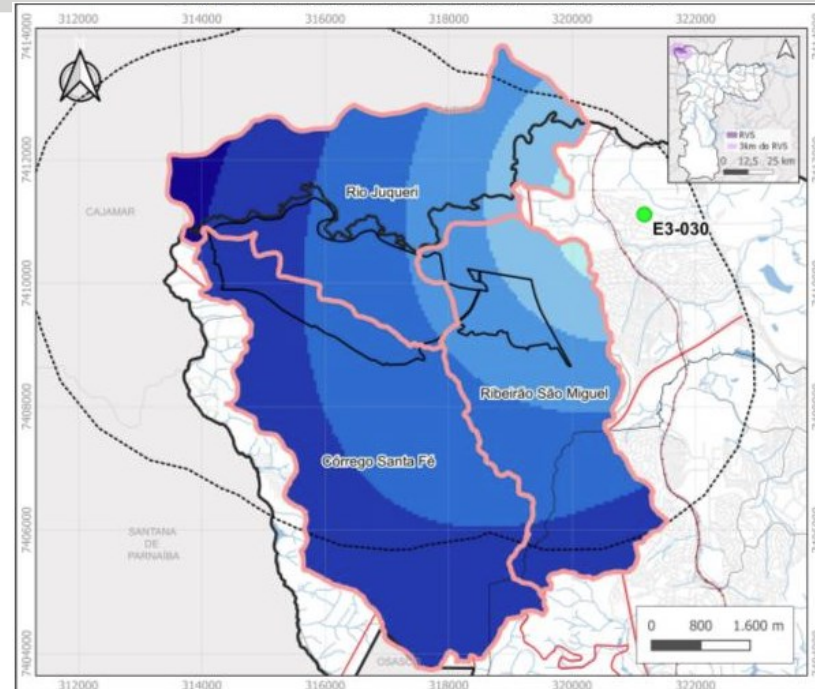 312000 314000 316000 318000 320000 322000
7414000
7412000
7410000
7408000
7406000
7404000
RVS
3km do RVS
0 12,5 25 km
Rio Juqueri
CAJAMAR
E3-030
Ribeirão São Miguel
Córrego Santa Fé
SANTANA
DE
PARNAÍBA
OSASCO
0 800 1.600 m
312000 314000 316000 318000 320000 322000